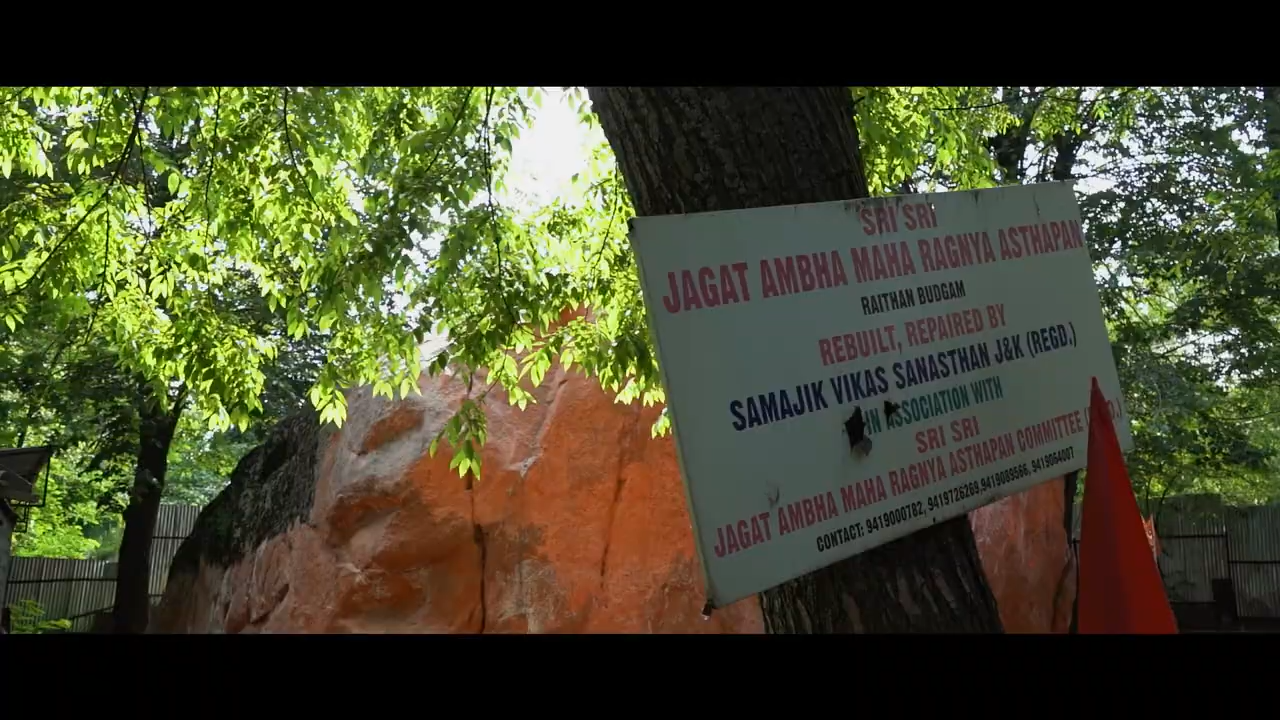 SRI SRI
JAGAT AMBHA MAHA RAGNYA ASTHAPAN
RAITHAN BUDGAM
REBUILT, REPAIRED BY
SAMAJIK VIKAS SANASTHAN J&K (REGD.)
IN ASSOCIATION WITH
SRI SRI
JAGAT AMBHA MAHA RAGNYA ASTHAPAN COMMITTEE
CONTACT: 9419000782, 9419726269,9419089566, 9419064007